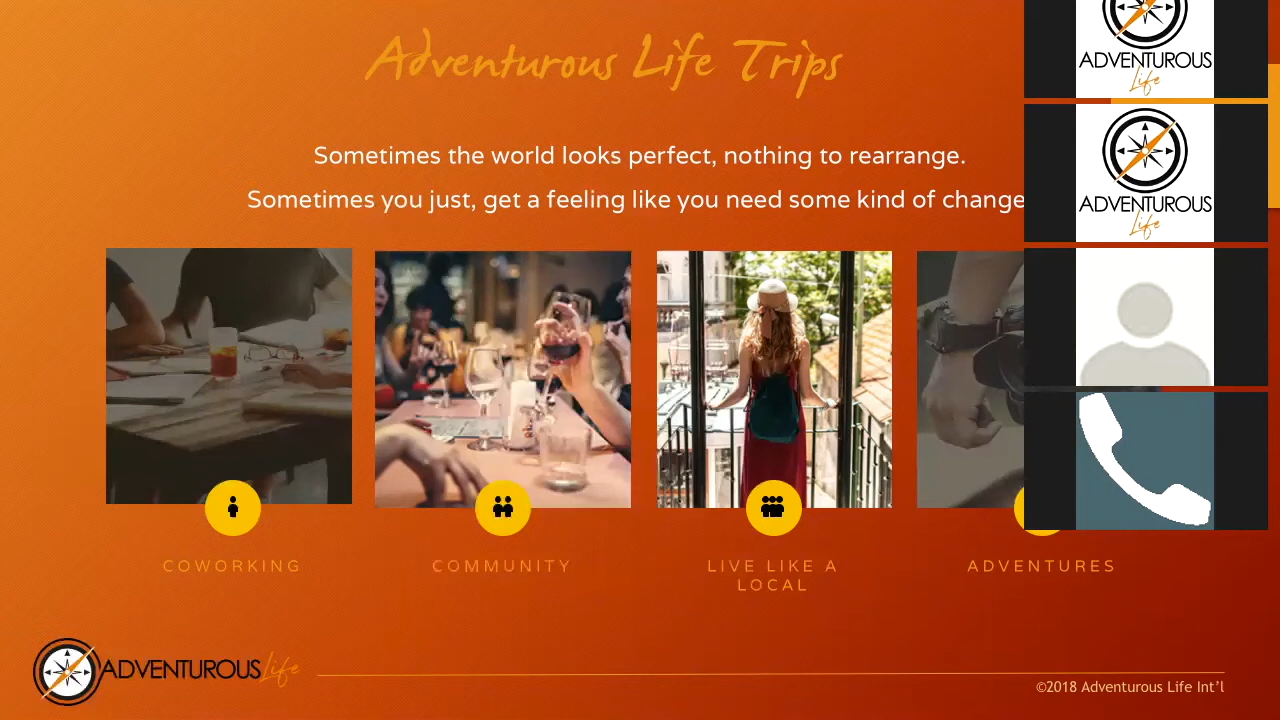 Adventurous Life Trips
Sometimes the world looks perfect, nothing to rearrange.
Sometimes you just, get a feeling like you need some kind of change
COWORKING
COMMUNITY
LIVE LIKE A
LOCAL
ADVENTURES
ADVENTUROUS Life
©2018 Adventurous Life Int'l
ADVENTUROUS
Life
ADVENTUROUS
Life